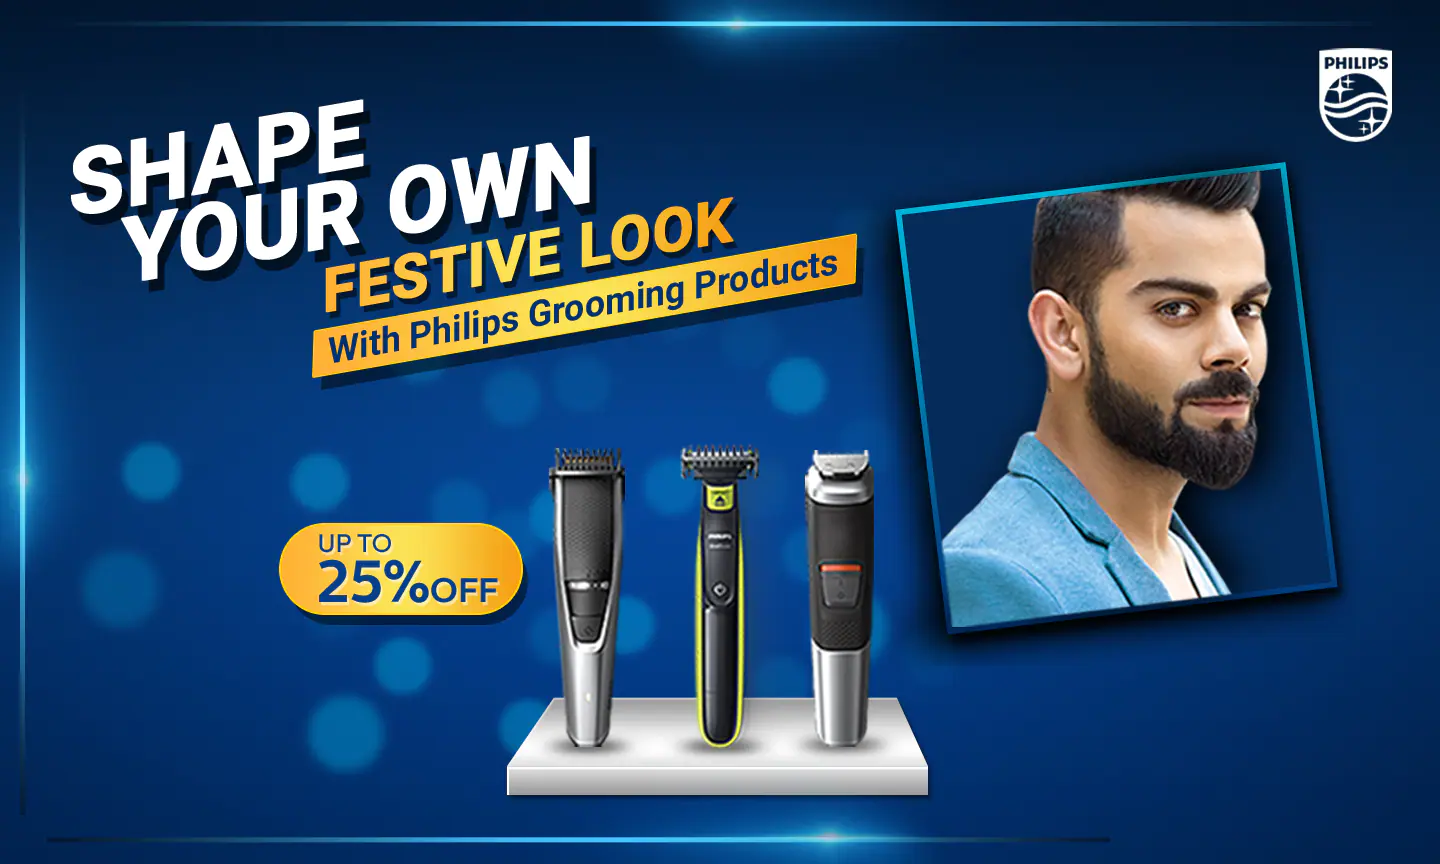 SHAPE
YOUR OWN
FESTIVE LOOK
With Philips Grooming Products
UP TO
25%OFF
PHILIPS
PHILIPS